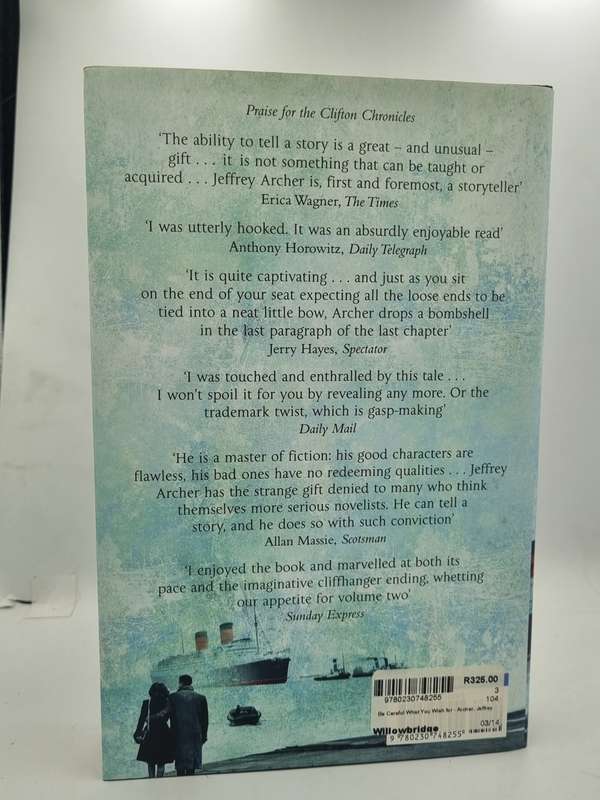 Praise for the Clifton Chronicles
‘The ability to tell a story is a great – and unusual –
gift . . . it is not something that can be taught or
acquired . . . Jeffrey Archer is, first and foremost, a storyteller’
Erica Wagner, The Times
‘I was utterly hooked. It was an absurdly enjoyable read’
Anthony Horowitz, Daily Telegraph
‘It is quite captivating . . . and just as you sit
on the end of your seat expecting all the loose ends to be
tied into a neat little bow, Archer drops a bombshell
in the last paragraph of the last chapter’
Jerry Hayes, Spectator
‘I was touched and enthralled by this tale . . .
I won’t spoil it for you by revealing any more. Or the
trademark twist, which is gasp-making’
Daily Mail
‘He is a master of fiction: his good characters are
flawless, his bad ones have no redeeming qualities . . . Jeffrey
Archer has the strange gift denied to many who think
themselves more serious novelists. He can tell a
story, and he does so with such conviction’
Allan Massie, Scotsman
‘I enjoyed the book and marvelled at both its
pace and the imaginative cliffhanger ending, whetting
our appetite for volume two’
Sunday Express
R325.00
9780230748255
3
104
Be Careful What You Wish for - Archer, Jeffrey
03/14
Willowbridge
9 780230 748255